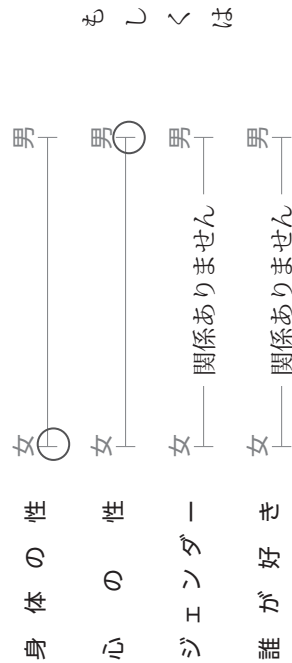 もしくは
身体の性 女 男
心の性 女 男
ジェンダー 女 関係ありません 男
誰が好き 女 関係ありません 男